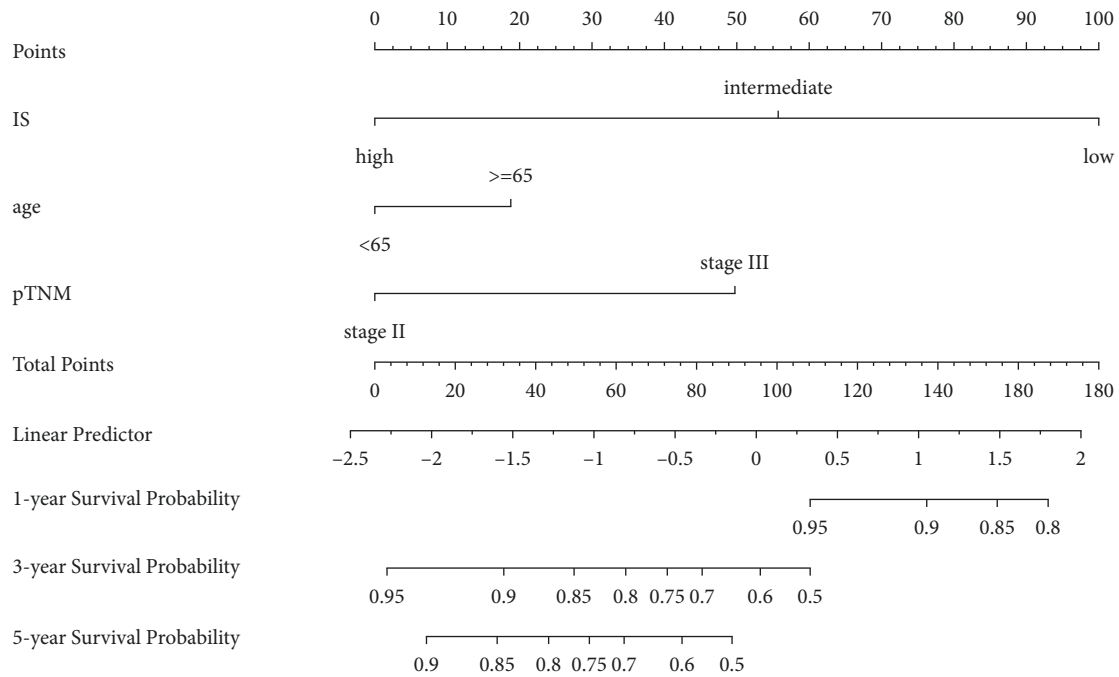 0 10 20 30 40 50 60 70 80 90 100
Points
intermediate
IS
high low
>=65
age
<65
stage III
pTNM
stage II
Total Points
0 20 40 60 80 100 120 140 180 180
Linear Predictor
−2.5 −2 −1.5 −1 −0.5 0 0.5 1 1.5 2
1-year Survival Probability
0.95 0.9 0.85 0.8
3-year Survival Probability
0.95 0.9 0.85 0.8 0.75 0.7 0.6 0.5
5-year Survival Probability
0.9 0.85 0.8 0.75 0.7 0.6 0.5